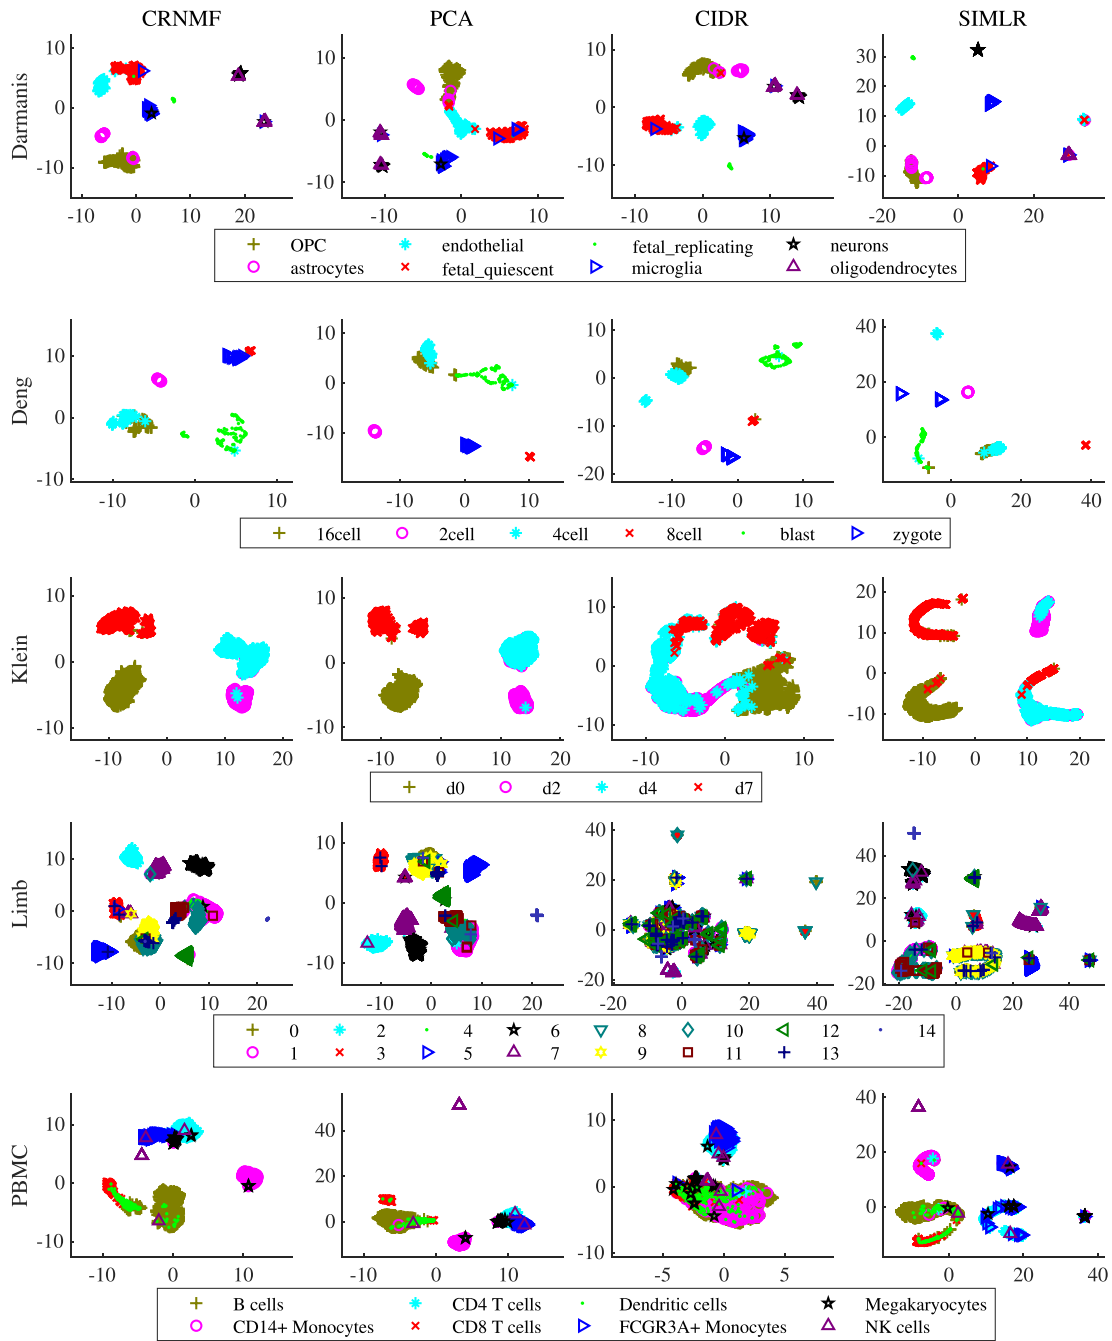 CRNMF PCA CIDR SIMLR
Darmanis
10 10 10 30
20
0 0 0 10
0
-10 -10 -10 -10
-10 0 10 20 -10 0 10 0 10 20 -20 0 20 40
OPC endothelial fetal_replicating neurons
astrocytes fetal_quiescent microglia oligodendrocytes
Deng
10 10 10 40
0 0 0 20
-10 -10 -10 0
-20
-10 0 10 -10 0 10 -10 0 10 0 20 40
16cell 2cell 4cell 8cell blast zygote
Klein
10 10 10 20
10
0 0 0 0
-10 -10 -10 -10
-10 0 10 20 -10 0 10 20 -10 0 10 -10 0 10 20
d0 d2 d4 d7
Limb
10 10 40 60
40
0 0 20 20
0 0
-10 -10 -20 -20
-10 0 10 20 -10 0 10 20 -20 0 20 40 -20 0 20 40
0 2 4 6 8 10 12 14
1 3 5 7 9 11 13
PBMC
10 40 10 40
0 20 0 20
-10 0 -10 0
-20
-10 0 10 -10 0 10 20 -5 0 5 -20 0 20 40
B cells CD4 T cells Dendritic cells Megakaryocytes
CD14+ Monocytes CD8 T cells FCGR3A+ Monocytes NK cells